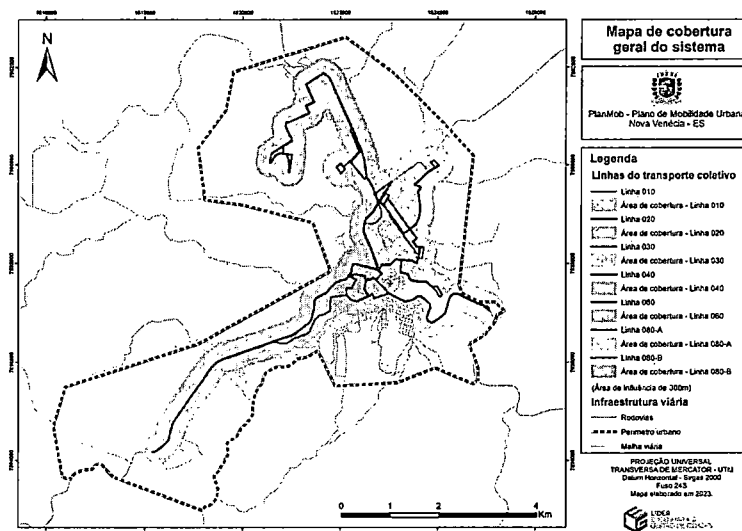 Mapa de cobertura
geral do sistema
PlanMob - Plano de Mobilidade Urbana
Nova Venécia - ES
N
Legenda
Linhas do transporte coletivo
Linha 010
Área de cobertura - Linha 010
Linha 020
Área de cobertura - Linha 020
Linha 030
Área de cobertura - Linha 030
Linha 040
Área de cobertura - Linha 040
Linha 060
Área de cobertura - Linha 060
Linha 080-A
Área de cobertura - Linha 080-A
Linha 080-B
Área de cobertura - Linha 080-B
(Área de influência de 300m)
Infraestrutura viária
Rodovias
Perímetro urbano
Malha viária
0 1 2 4
Km
PROJEÇÃO UNIVERSAL
TRANSVERSA DE MERCATOR - UTM
Datum Horizontal - Sirgas 2000
Fuso 24S
Mapa elaborado em 2023.
LIDER